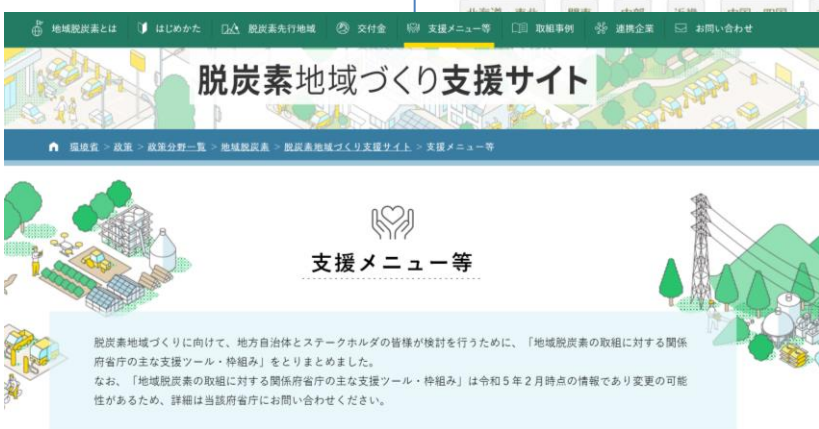 地域脱炭素とは はじめかた 脱炭素先行地域 交付金 支援メニュー等 取組事例 連携企業 お問い合わせ
脱炭素地域づくり支援サイト
環境省 > 政策 > 政策分野一覧 > 地域脱炭素 > 脱炭素地域づくり支援サイト > 支援メニュー等
支援メニュー等
脱炭素地域づくりに向けて、地方自治体とステークホルダの皆様が検討を行うために、「地域脱炭素の取組に対する関係
府省庁の主な支援ツール・枠組み」をとりまとめました。
なお、「地域脱炭素の取組に対する関係府省庁の主な支援ツール・枠組み」は令和5年2月時点の情報であり変更の可能
性があるため、詳細は当該府省庁にお問い合わせください。